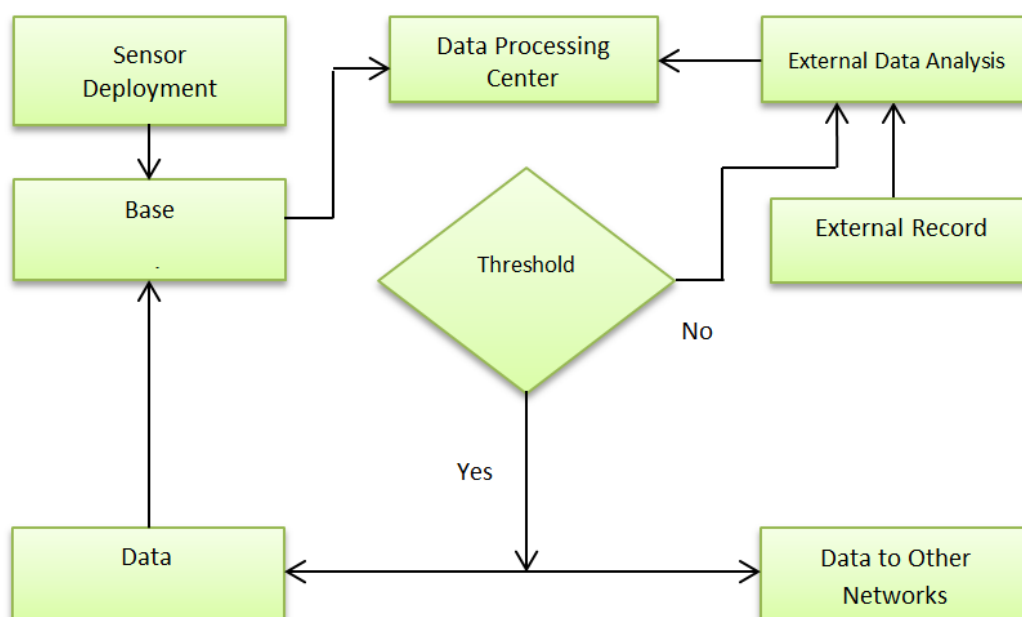 Sensor
Deployment
Data Processing
Center
External Data Analysis
Base
.
External Record
Threshold
No
Yes
Data
Data to Other
Networks